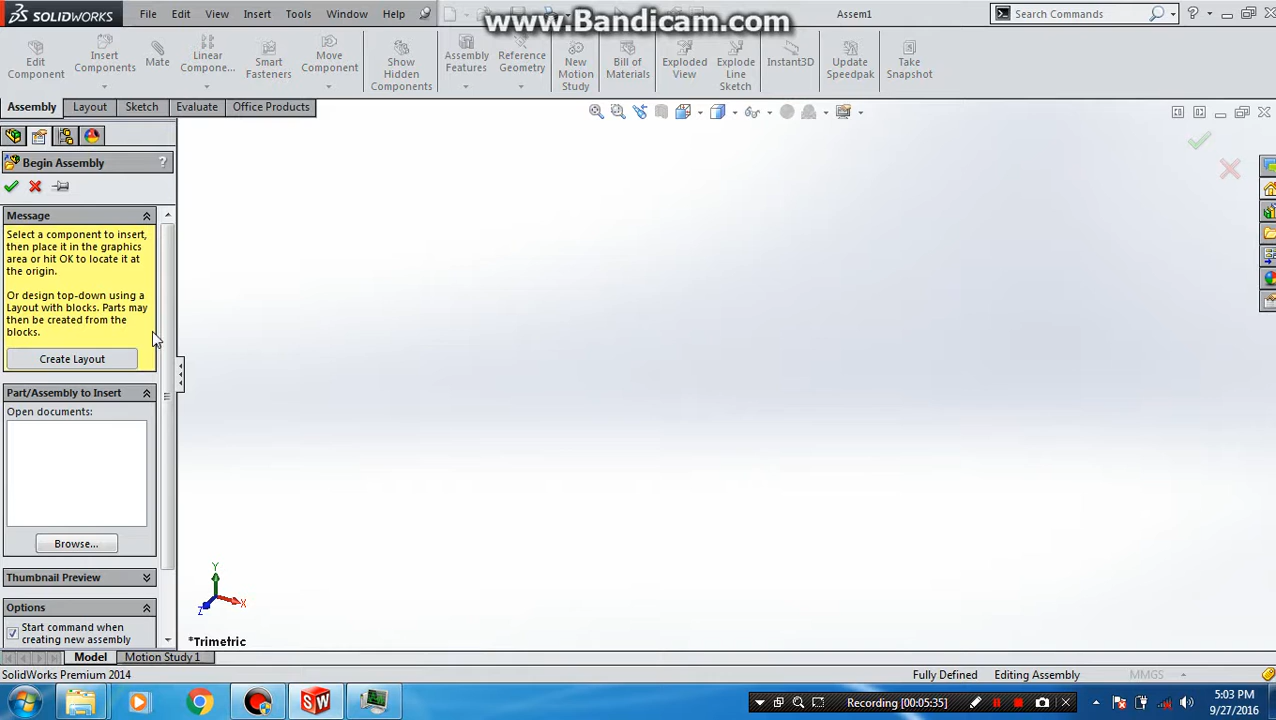 SOLIDWORKS File Edit View Insert Tools Window Help www.Bandicam.com Assem1 Search Commands
Edit Component
Insert Components
Mate
Linear Compone...
Smart Fasteners
Move Component
Show Hidden Components
Assembly Features
Reference Geometry
New Motion Study
Bill of Materials
Exploded View
Explode Line Sketch
Instant3D
Update Speedpak
Take Snapshot
Assembly Layout Sketch Evaluate Office Products
Begin Assembly ?
Message
Select a component to insert,
then place it in the graphics
area or hit OK to locate it at
the origin.
Or design top-down using a
Layout with blocks. Parts may
then be created from the
blocks.
Create Layout
Part/Assembly to Insert
Open documents:
Browse...
Thumbnail Preview
Options
Start command when
creating new assembly
Y
X
Z
*Trimetric
Model Motion Study 1
SolidWorks Premium 2014 Fully Defined Editing Assembly MMGS
Recording [00:05:35]
5:03 PM
9/27/2016